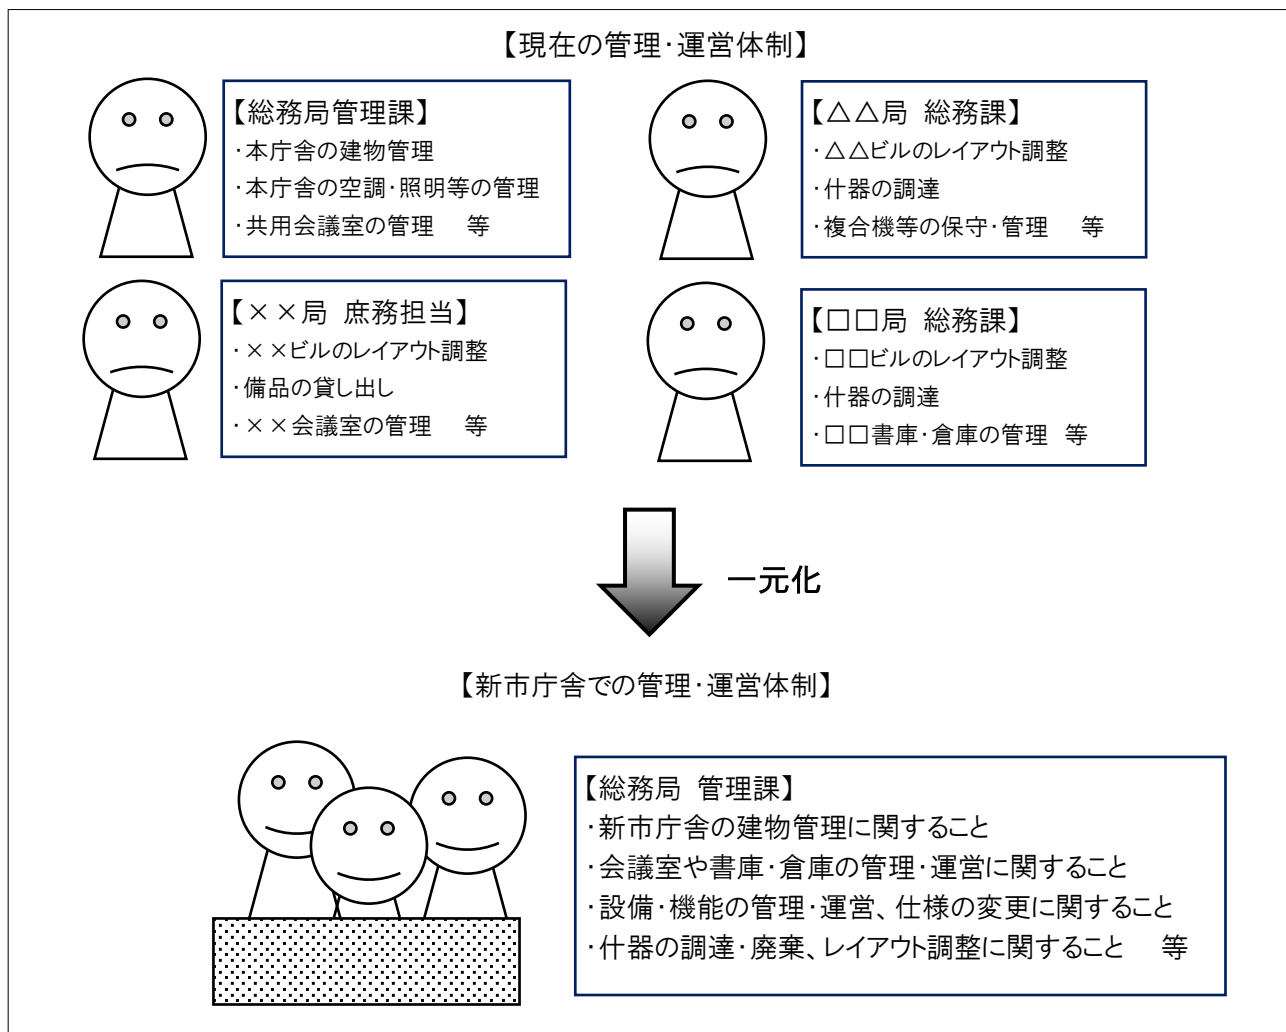 【現在の管理・運営体制】
【総務局管理課】
・本庁舎の建物管理
・本庁舎の空調・照明等の管理
・共用会議室の管理　等
【△△局 総務課】
・△△ビルのレイアウト調整
・什器の調達
・複合機等の保守・管理　等
【××局 庶務担当】
・××ビルのレイアウト調整
・備品の貸し出し
・××会議室の管理　等
【□□局 総務課】
・□□ビルのレイアウト調整
・什器の調達
・□□書庫・倉庫の管理　等
一元化
【新市庁舎での管理・運営体制】
【総務局 管理課】
・新市庁舎の建物管理に関すること
・会議室や書庫・倉庫の管理・運営に関すること
・設備・機能の管理・運営、仕様の変更に関すること
・什器の調達・廃棄、レイアウト調整に関すること　等